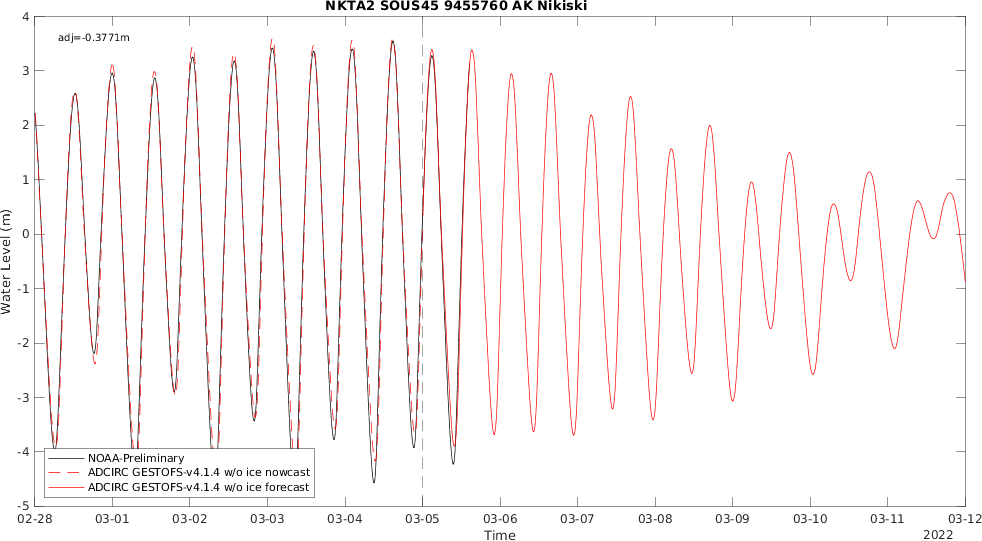 NKTA2 SOUS45 9455760 AK Nikiski
adj=-0.3771m
4
3
2
1
0
-1
-2
-3
-4
-5
Water Level (m)
NOAA-Preliminary
ADCIRC GESTOFS-v4.1.4 w/o ice nowcast
ADCIRC GESTOFS-v4.1.4 w/o ice forecast
02-28 03-01 03-02 03-03 03-04 03-05 03-06 03-07 03-08 03-09 03-10 03-11 03-12
Time
2022